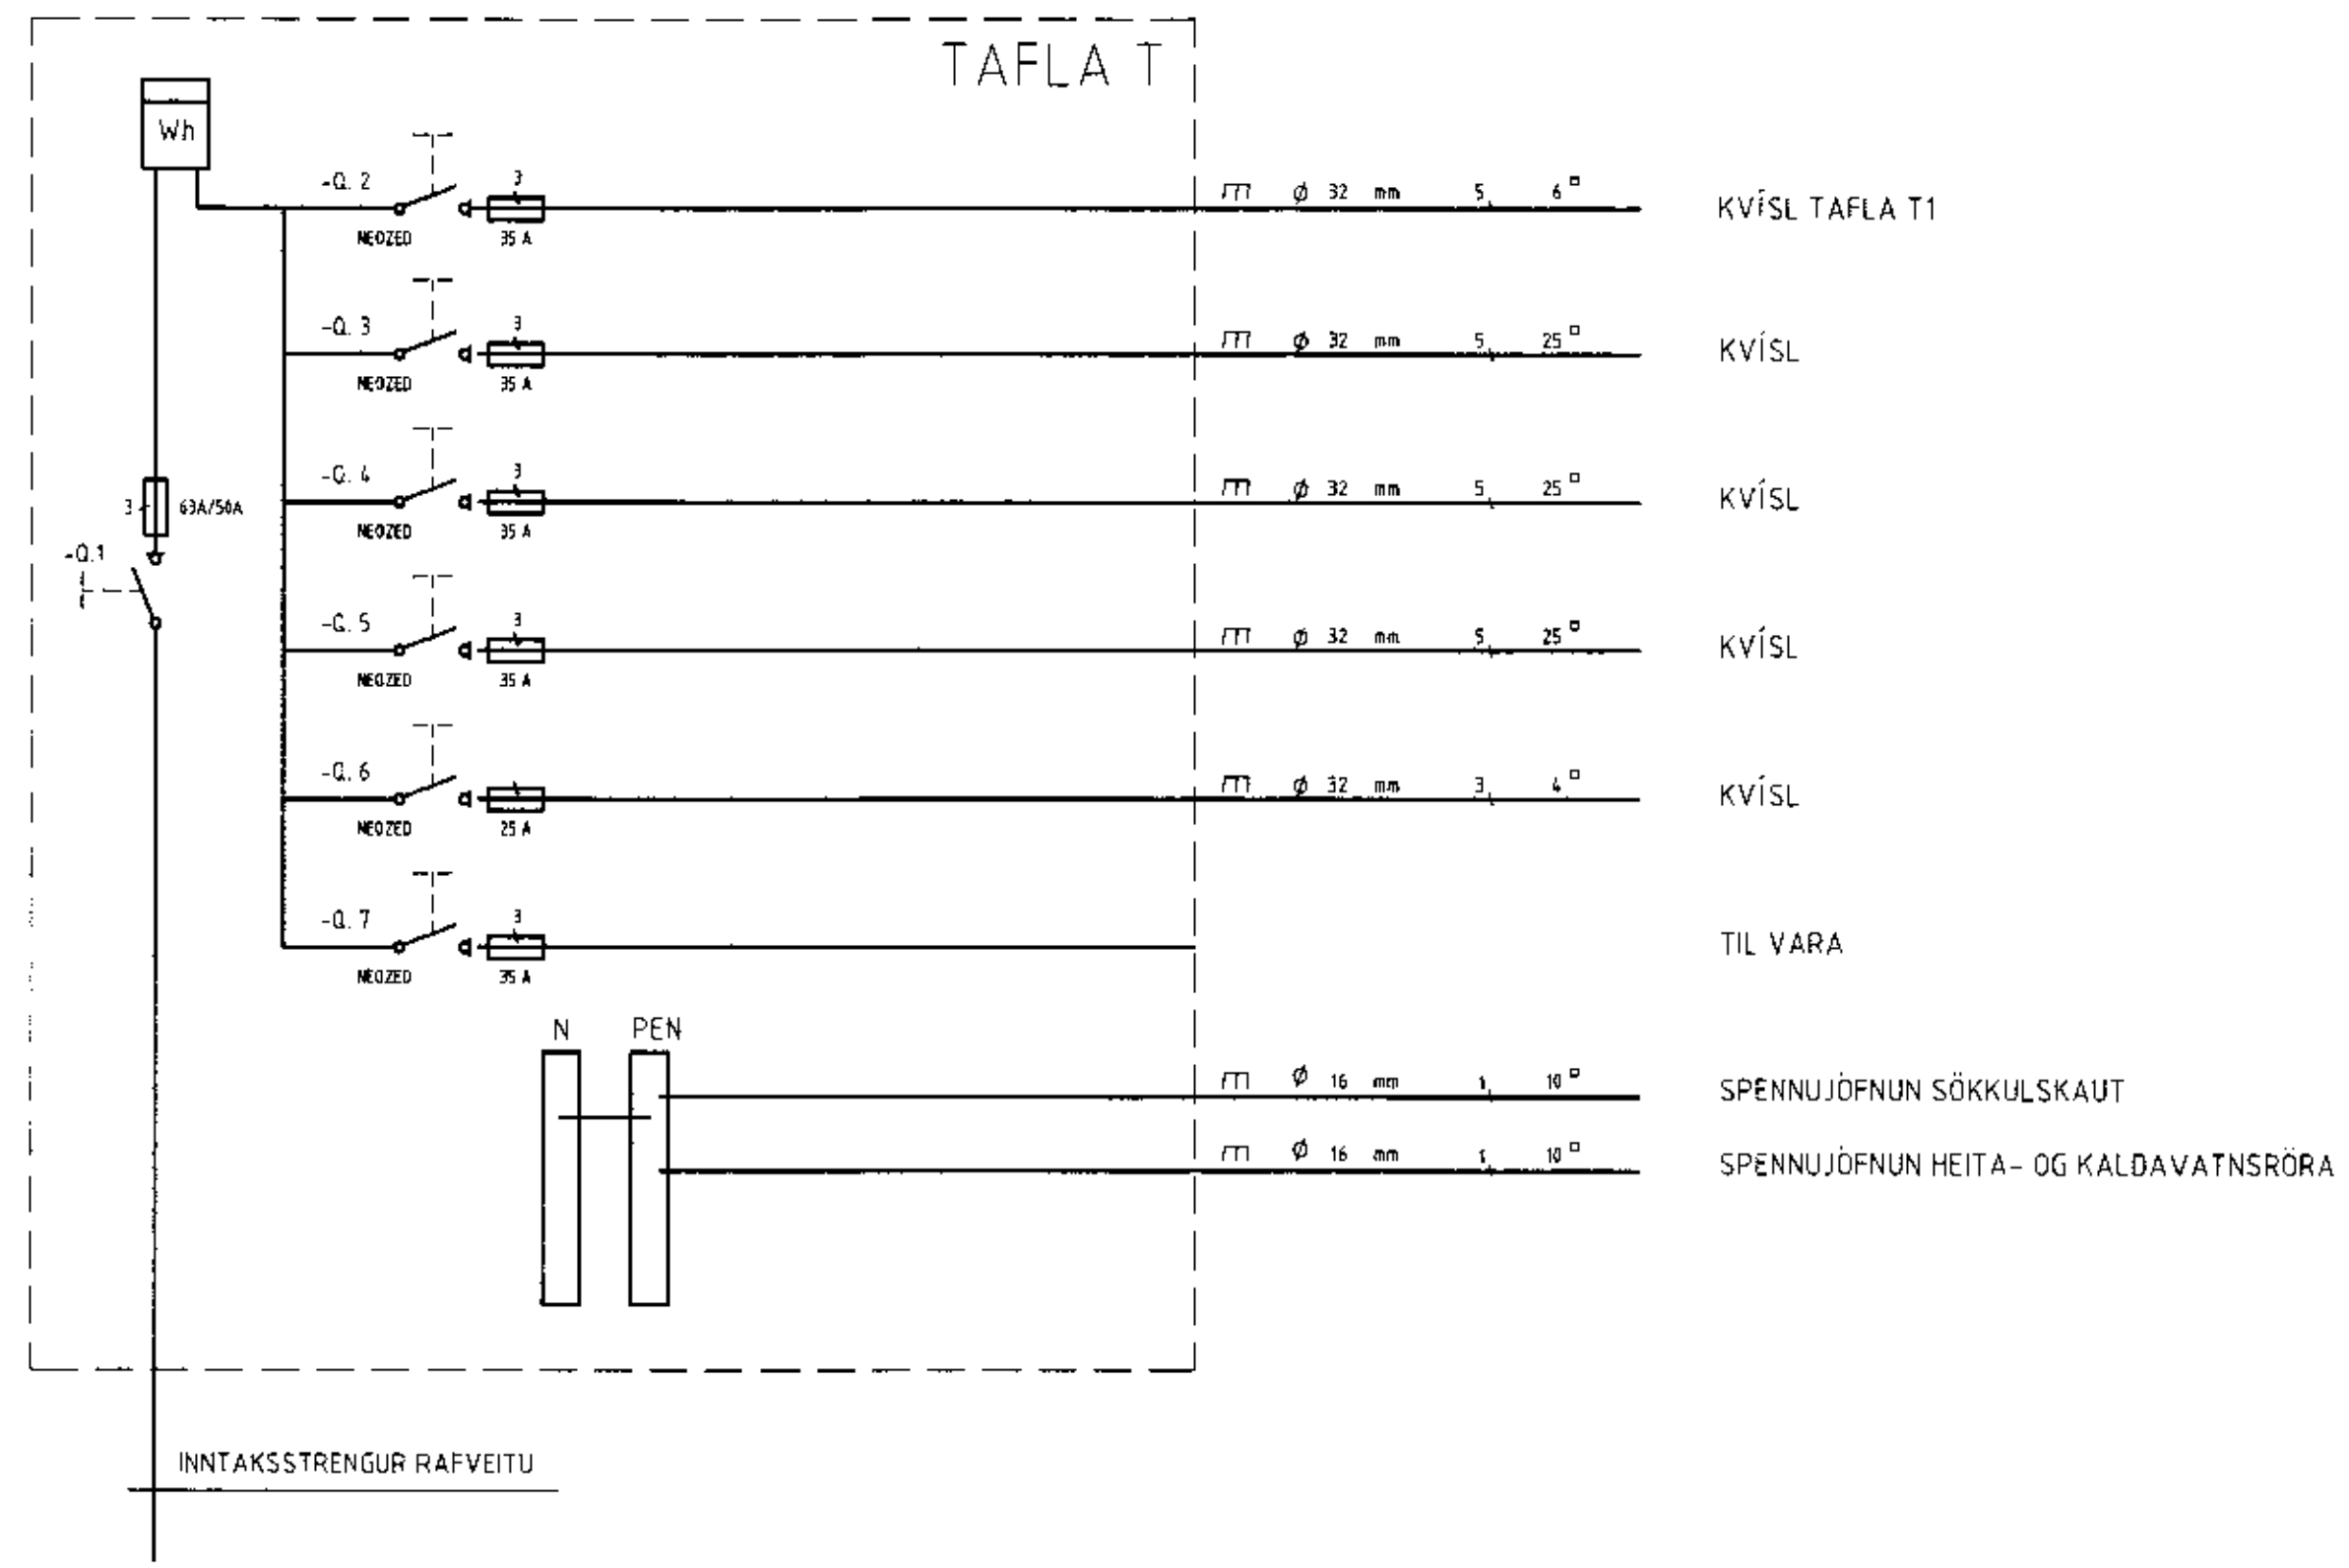 TAFLA T
Wh
-Q. 2
3
NEOZED
35 A
Ø 32 mm 5 6 □
KVÍSL TAFLA T1
-Q. 3
3
NEOZED
35 A
Ø 32 mm 5 25 □
KVÍSL
-Q. 4
3
NEOZED
35 A
Ø 32 mm 5 25 □
KVÍSL
3
63A/50A
-Q.1
-Q. 5
3
NEOZED
35 A
Ø 32 mm 5 25 □
KVÍSL
-Q. 6
NEOZED
25 A
Ø 32 mm 3 4 □
KVÍSL
-Q. 7
3
NEOZED
35 A
TIL VARA
N PEN
Ø 16 mm 1 10 □
SPENNUJÖFNUN SÖKKULSKAUT
Ø 16 mm 1 10 □
SPENNUJÖFNUN HEITA- OG KALDAVATNSRÖRA
INNTAKSSTRENGUR RAFVEITU